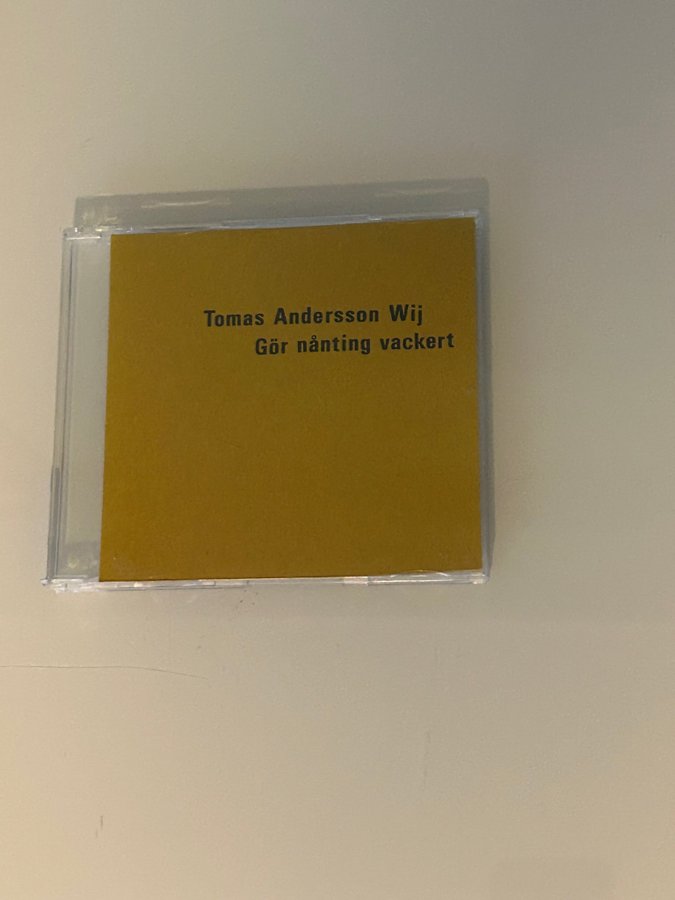 Tomas Andersson Wij
Gör nånting vackert